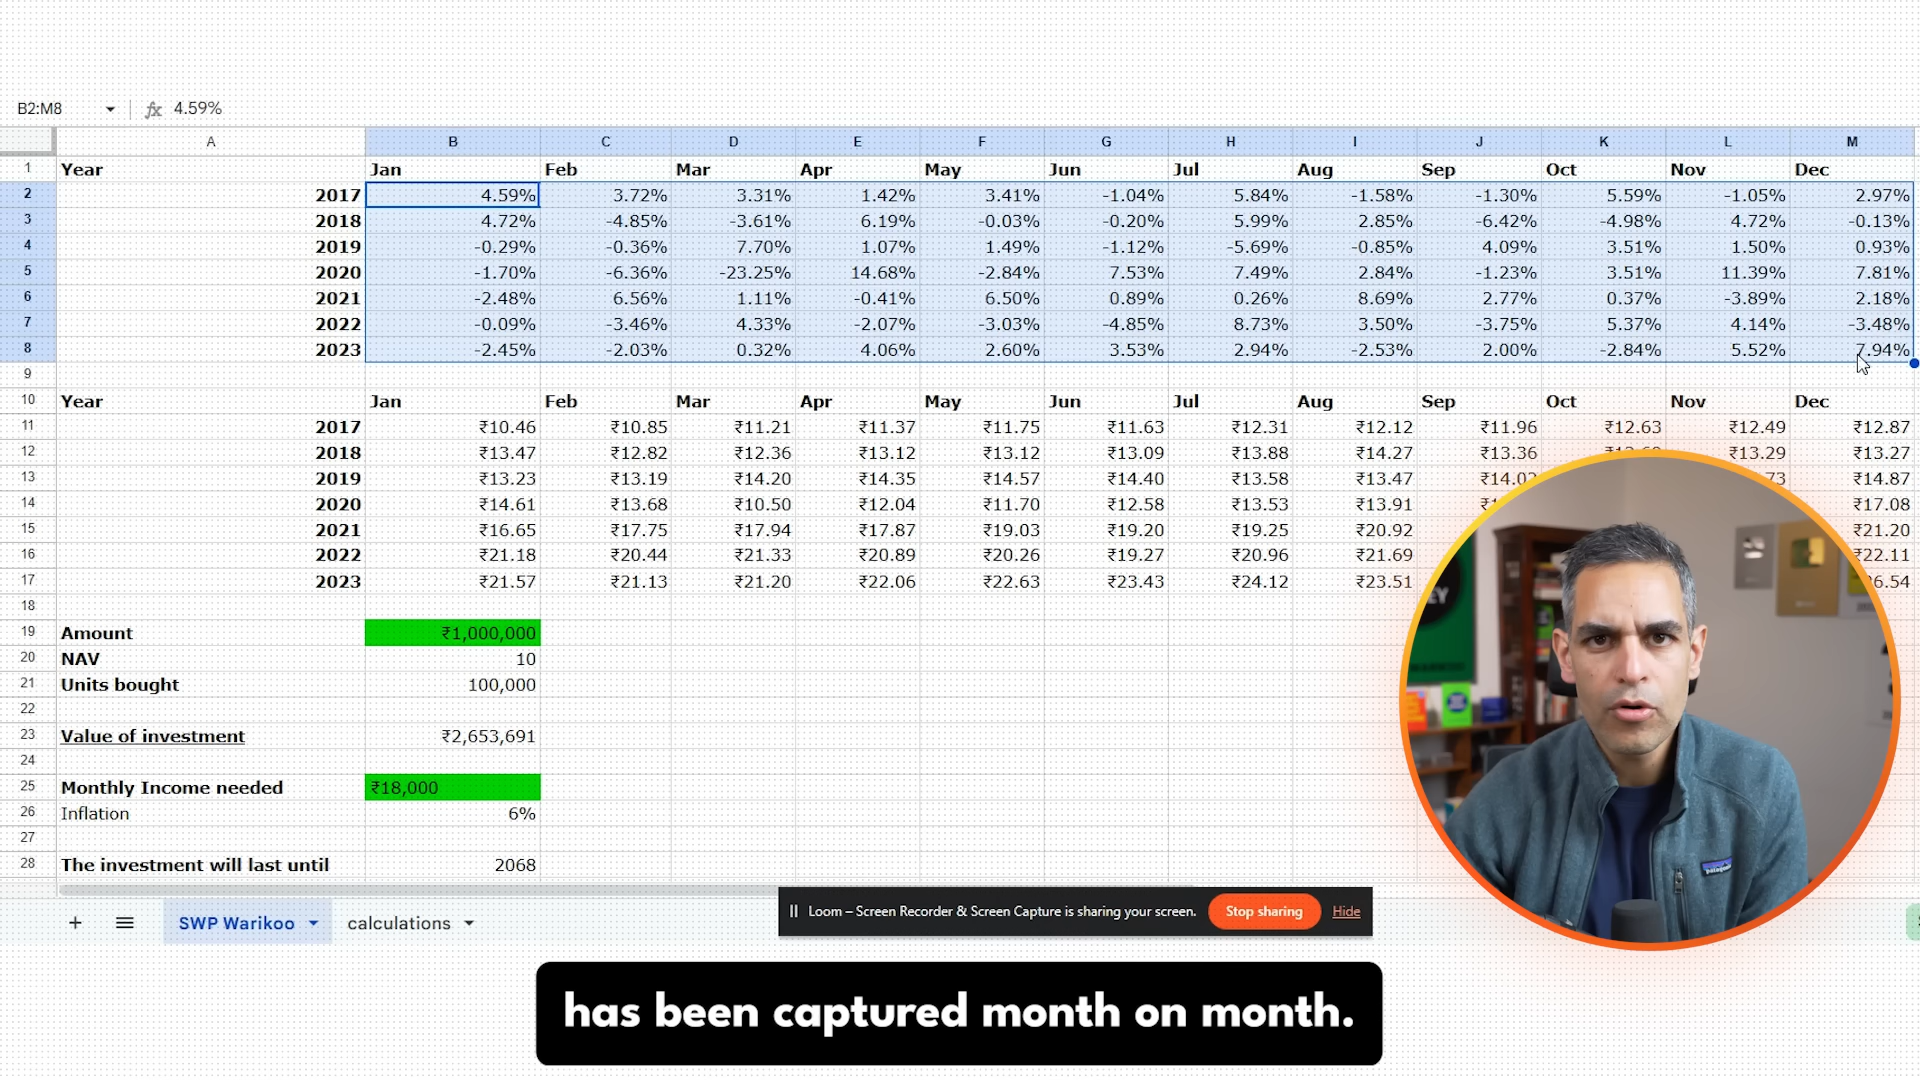 B2:M8 fx 4.59%
A B C D E F G H I J K L M
1 Year Jan Feb Mar Apr May Jun Jul Aug Sep Oct Nov Dec
2 2017 4.59% 3.72% 3.31% 1.42% 3.41% -1.04% 5.84% -1.58% -1.30% 5.59% -1.05% 2.97%
3 2018 4.72% -4.85% -3.61% 6.19% -0.03% -0.20% 5.99% 2.85% -6.42% -4.98% 4.72% -0.13%
4 2019 -0.29% -0.36% 7.70% 1.07% 1.49% -1.12% -5.69% -0.85% 4.09% 3.51% 1.50% 0.93%
5 2020 -1.70% -6.36% -23.25% 14.68% -2.84% 7.53% 7.49% 2.84% -1.23% 3.51% 11.39% 7.81%
6 2021 -2.48% 6.56% 1.11% -0.41% 6.50% 0.89% 0.26% 8.69% 2.77% 0.37% -3.89% 2.18%
7 2022 -0.09% -3.46% 4.33% -2.07% -3.03% -4.85% 8.73% 3.50% -3.75% 5.37% 4.14% -3.48%
8 2023 -2.45% -2.03% 0.32% 4.06% 2.60% 3.53% 2.94% -2.53% 2.00% -2.84% 5.52% 7.94%
9
10 Year Jan Feb Mar Apr May Jun Jul Aug Sep Oct Nov Dec
11 2017 ₹10.46 ₹10.85 ₹11.21 ₹11.37 ₹11.75 ₹11.63 ₹12.31 ₹12.12 ₹11.96 ₹12.63 ₹12.49 ₹12.87
12 2018 ₹13.47 ₹12.82 ₹12.36 ₹13.12 ₹13.12 ₹13.09 ₹13.88 ₹14.27 ₹13.36 ₹13.29 ₹13.27
13 2019 ₹13.23 ₹13.19 ₹14.20 ₹14.35 ₹14.57 ₹14.40 ₹13.58 ₹13.47 ₹14.02 73 ₹14.87
14 2020 ₹14.61 ₹13.68 ₹10.50 ₹12.04 ₹11.70 ₹12.58 ₹13.53 ₹13.91 ₹17.08
15 2021 ₹16.65 ₹17.75 ₹17.94 ₹17.87 ₹19.03 ₹19.20 ₹19.25 ₹20.92 ₹21.20
16 2022 ₹21.18 ₹20.44 ₹21.33 ₹20.89 ₹20.26 ₹19.27 ₹20.96 ₹21.69 ₹22.11
17 2023 ₹21.57 ₹21.13 ₹21.20 ₹22.06 ₹22.63 ₹23.43 ₹24.12 ₹23.51 6.54
18
19 Amount ₹1,000,000
20 NAV 10
21 Units bought 100,000
22
23 Value of investment ₹2,653,691
24
25 Monthly Income needed ₹18,000
26 Inflation 6%
27
28 The investment will last until 2068
+ SWP Warikoo calculations
Loom – Screen Recorder & Screen Capture is sharing your screen. Stop sharing Hide
patagonia
has been captured month on month.